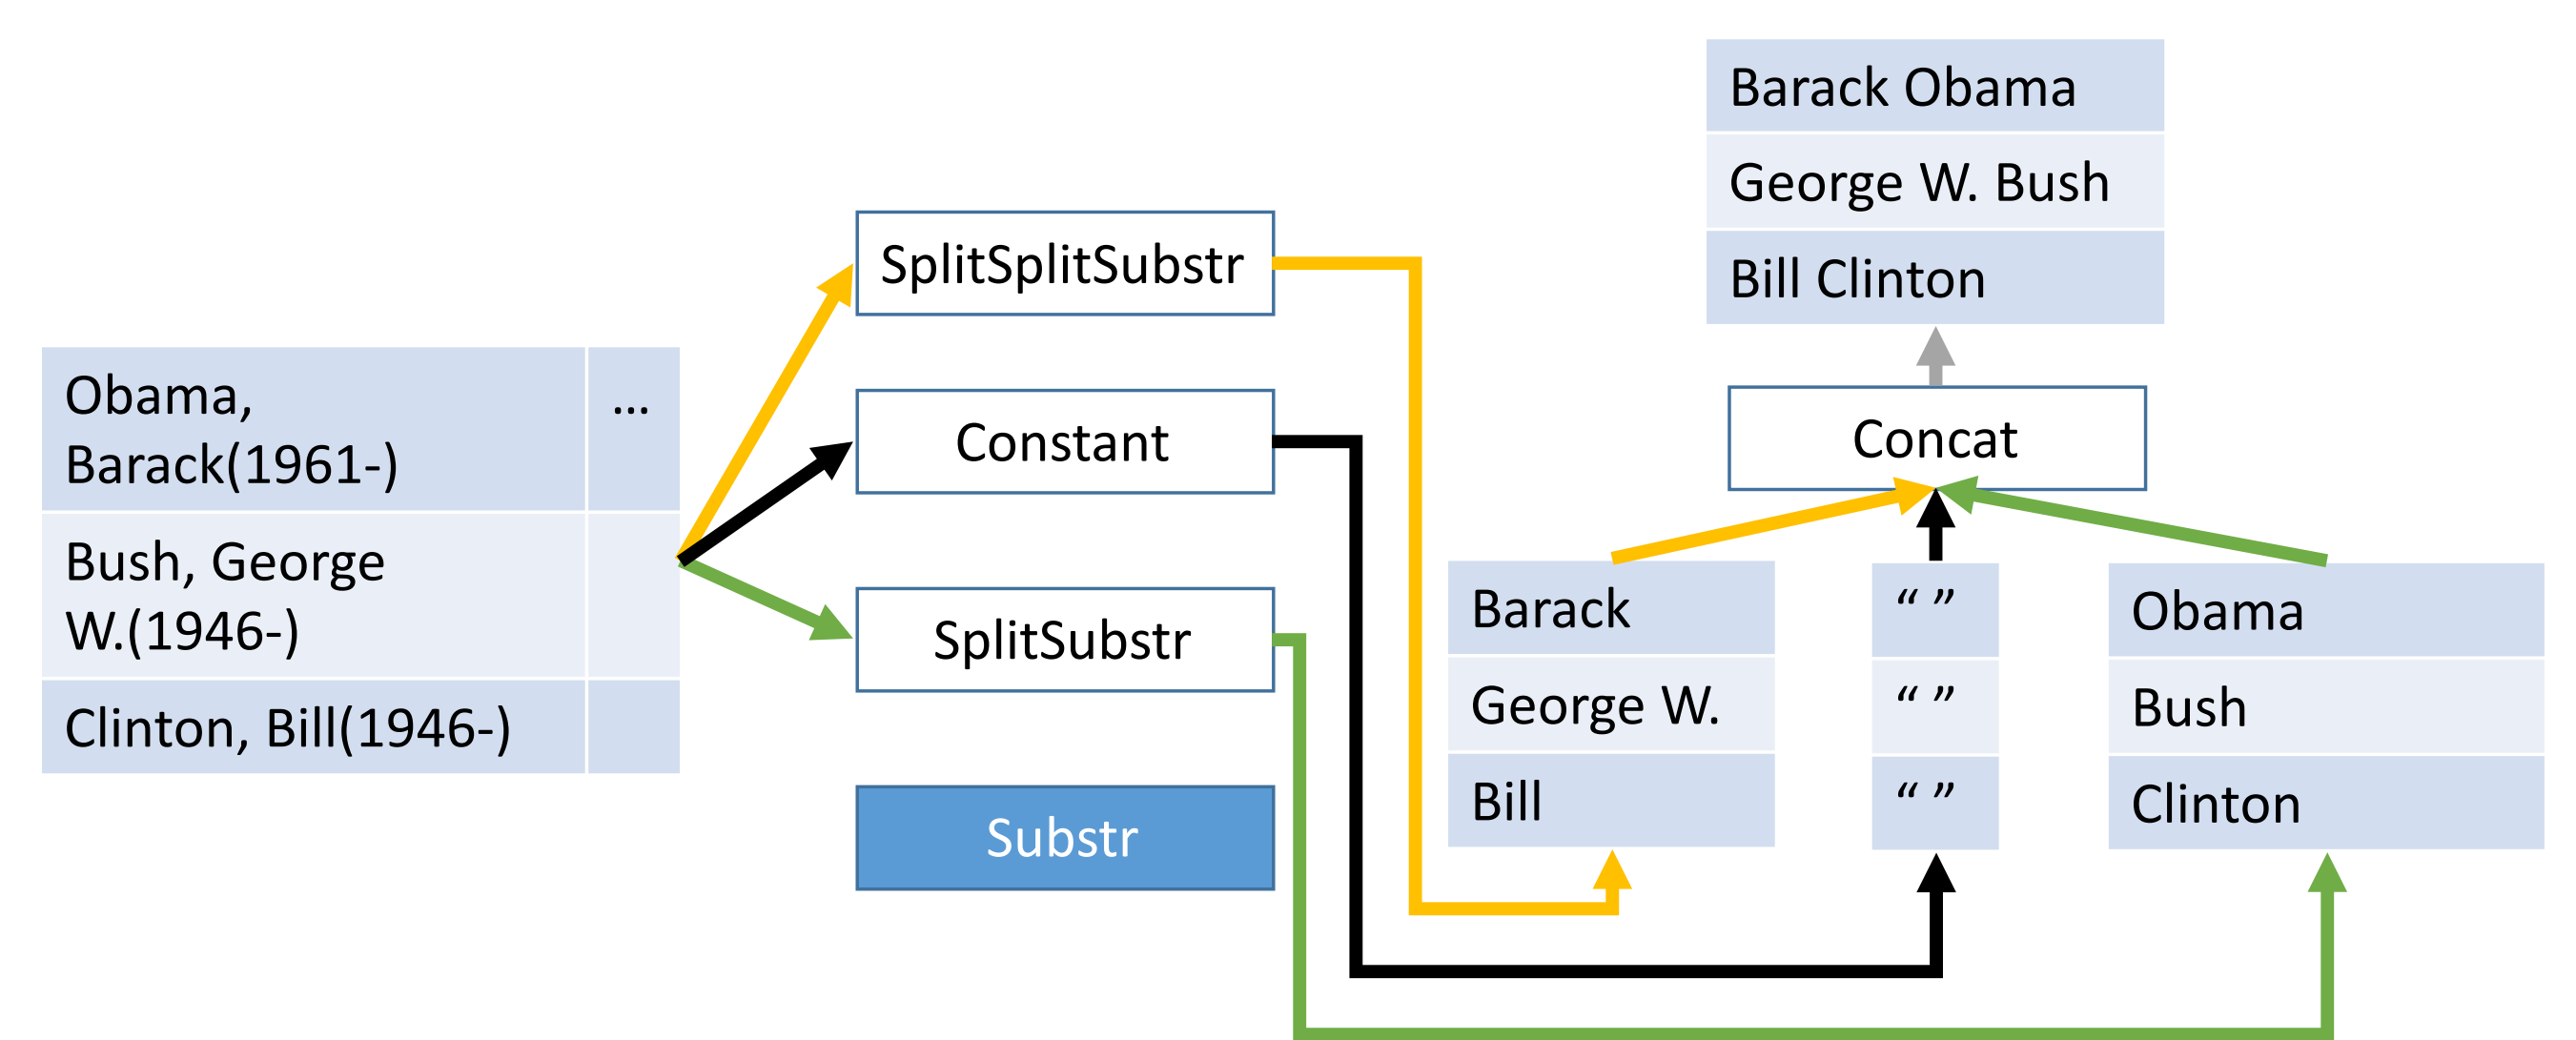 Obama,
Barack(1961-)
...
Bush, George
W.(1946-)
Clinton, Bill(1946-)
SplitSplitSubstr
Constant
SplitSubstr
Substr
Barack Obama
George W. Bush
Bill Clinton
Concat
Barack
George W.
Bill
“ ”
“ ”
“ ”
Obama
Bush
Clinton